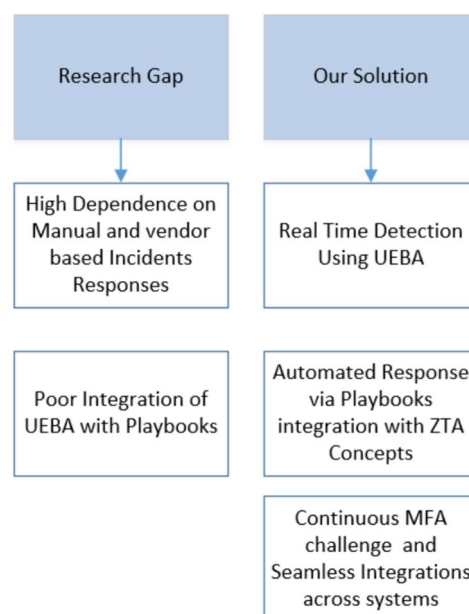 Research Gap
High Dependence on
Manual and vendor
based Incidents
Responses
Poor Integration of
UEBA with Playbooks
Our Solution
Real Time Detection
Using UEBA
Automated Response
via Playbooks
integration with ZTA
Concepts
Continuous MFA
challenge and
Seamless Integrations
across systems